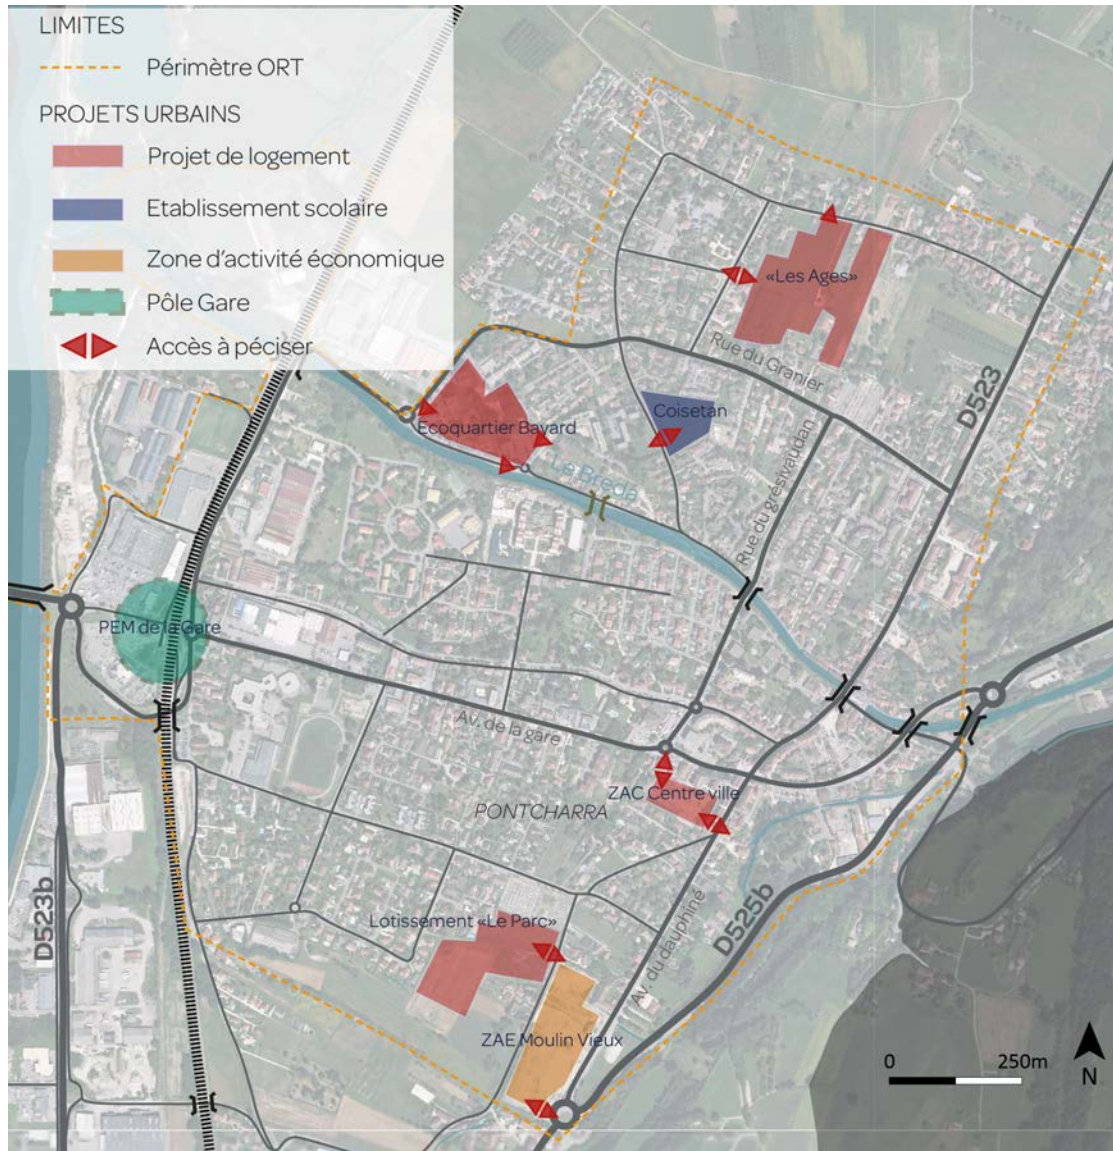 LIMITES
Périmètre ORT
PROJETS URBAINS
Projet de logement
Etablissement scolaire
Zone d'activité économique
Pôle Gare
Accès à péciser
«Les Ages»
Rue du Granier
D523
Coisetan
Ecoquartier Bayard
Le Breda
Rue du grésivaudan
PEM de la Gare
Av. de la gare
ZAC Centre ville
PONTCHARRA
D523b
D525b
Lotissement «Le Parc»
Av. du dauphiné
ZAE Moulin Vieux
0 250m
N